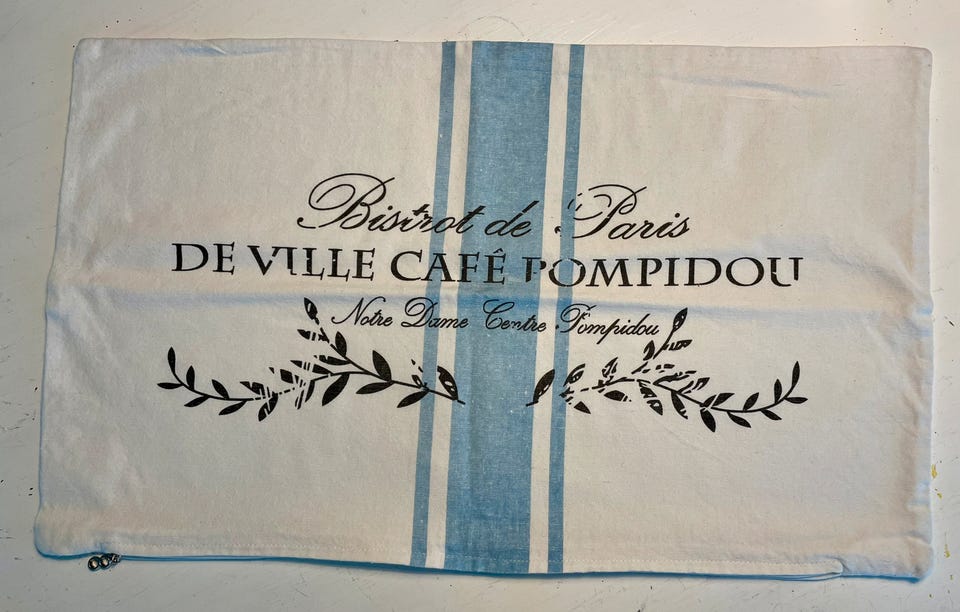 Bistrot de Paris
DE VILLE CAFÊ POMPIDOU
Notre Dame Centre Pompidou